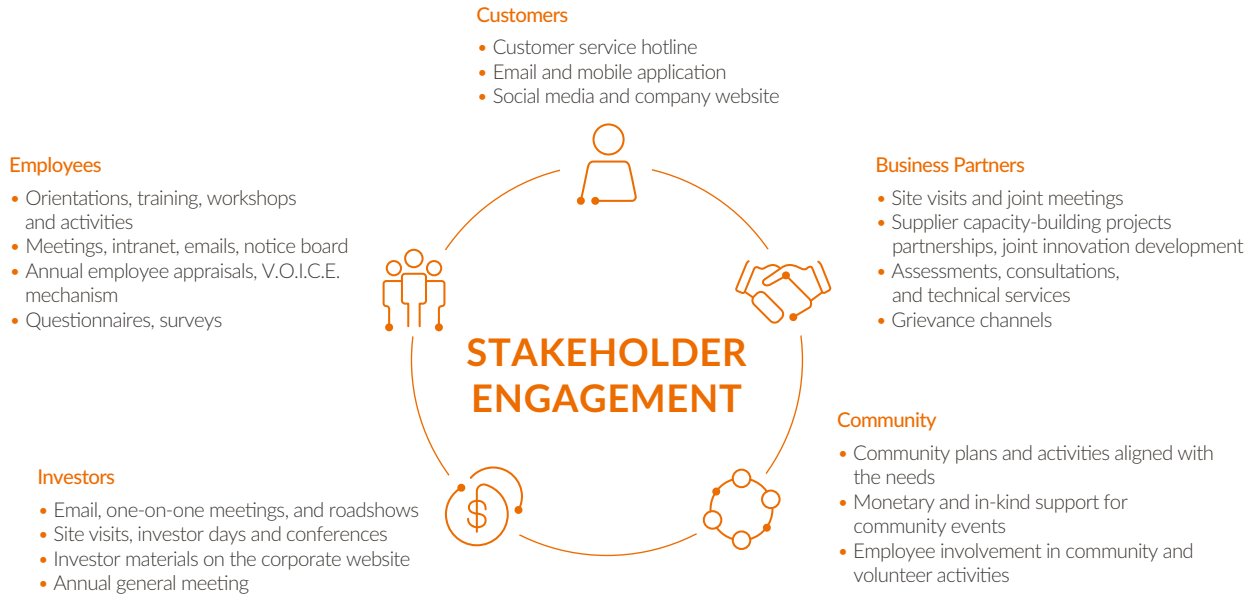 Customers
• Customer service hotline
• Email and mobile application
• Social media and company website
Employees
• Orientations, training, workshops
and activities
• Meetings, intranet, emails, notice board
• Annual employee appraisals, V.O.I.C.E.
mechanism
• Questionnaires, surveys
Business Partners
• Site visits and joint meetings
• Supplier capacity-building projects
partnerships, joint innovation development
• Assessments, consultations,
and technical services
• Grievance channels
STAKEHOLDER
ENGAGEMENT
Community
• Community plans and activities aligned with
the needs
• Monetary and in-kind support for
community events
• Employee involvement in community and
volunteer activities
Investors
• Email, one-on-one meetings, and roadshows
• Site visits, investor days and conferences
• Investor materials on the corporate website
• Annual general meeting
$